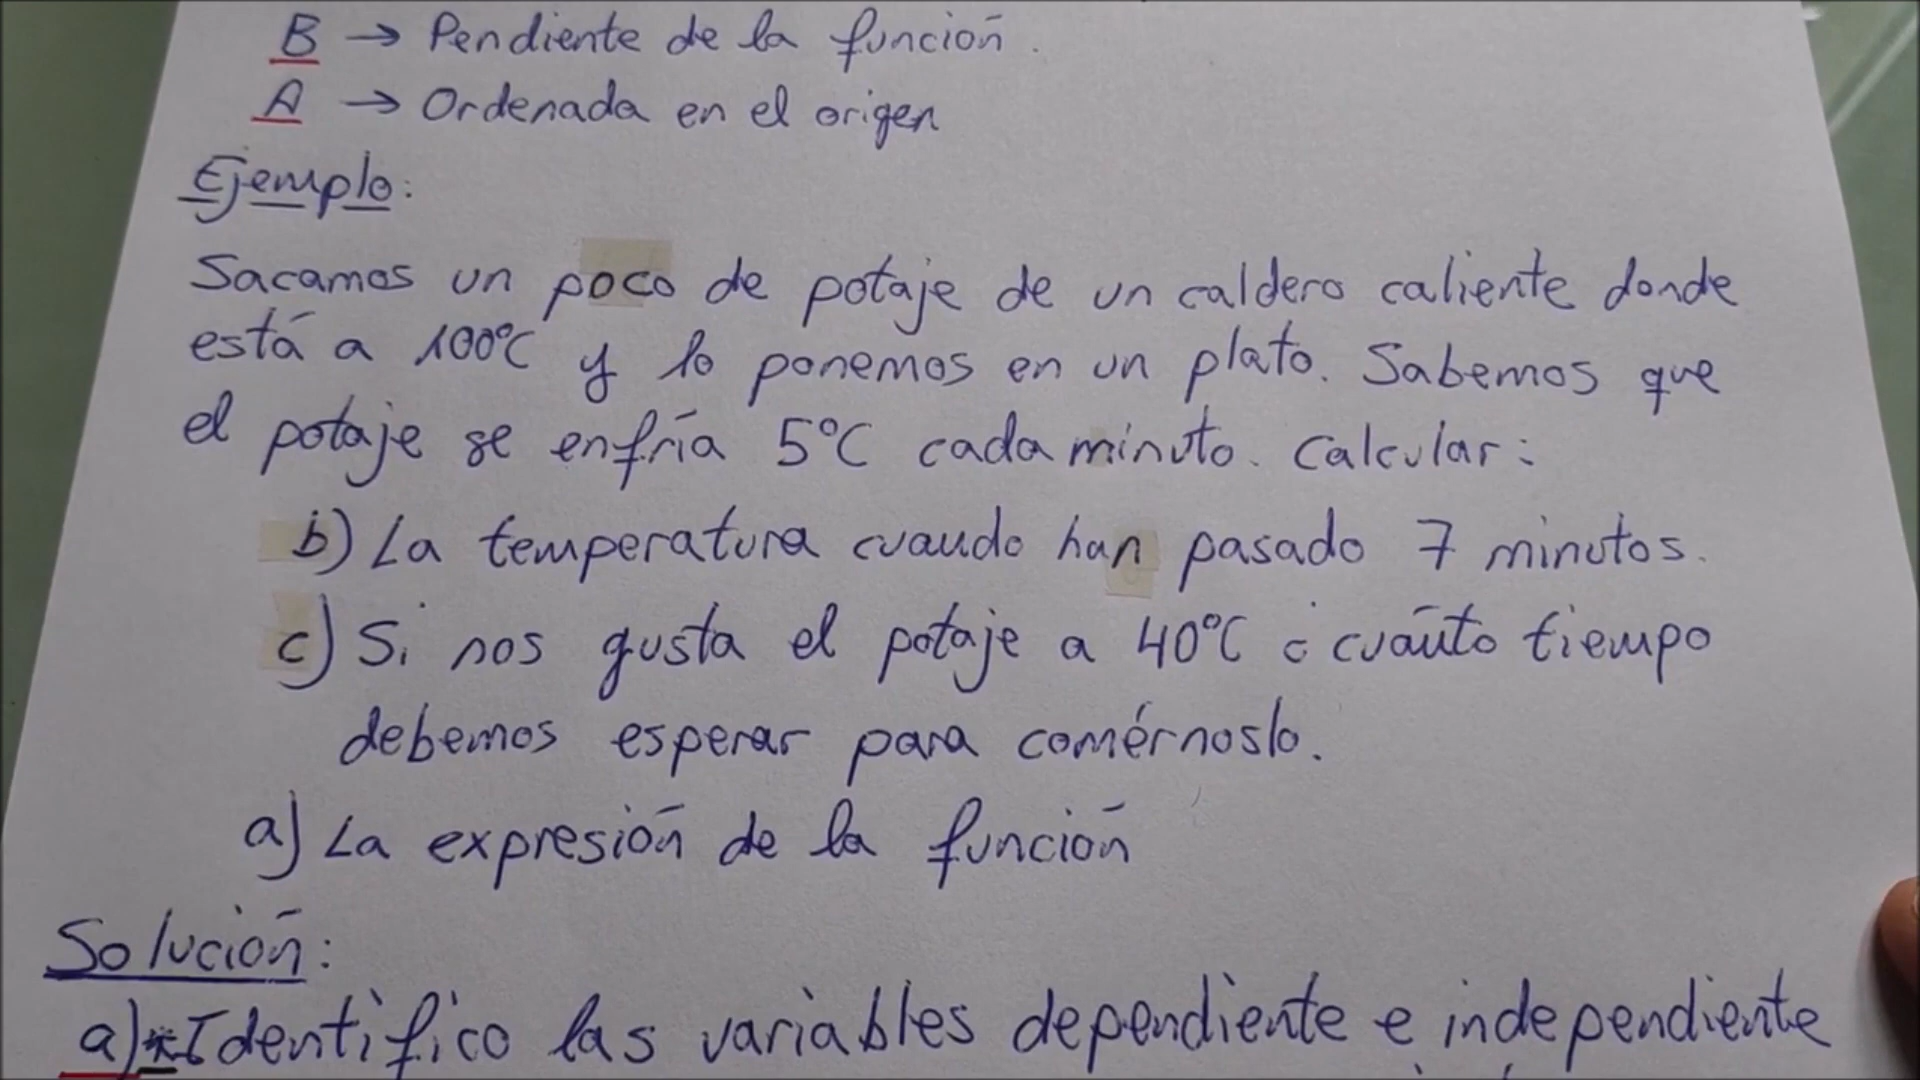 B → Pendiente de la función.
A → Ordenada en el origen
Ejemplo:
Sacamos un poco de potaje de un caldero caliente donde
está a 100ºC y lo ponemos en un plato. Sabemos que
el potaje se enfría 5ºC cada minuto. Calcular:
b) La temperatura cuando han pasado 7 minutos.
c) Si nos gusta el potaje a 40ºC ¿cuánto tiempo
debemos esperar para comérnoslo.
a) La expresión de la función
Solución:
a)*Identifico las variables dependiente e independiente